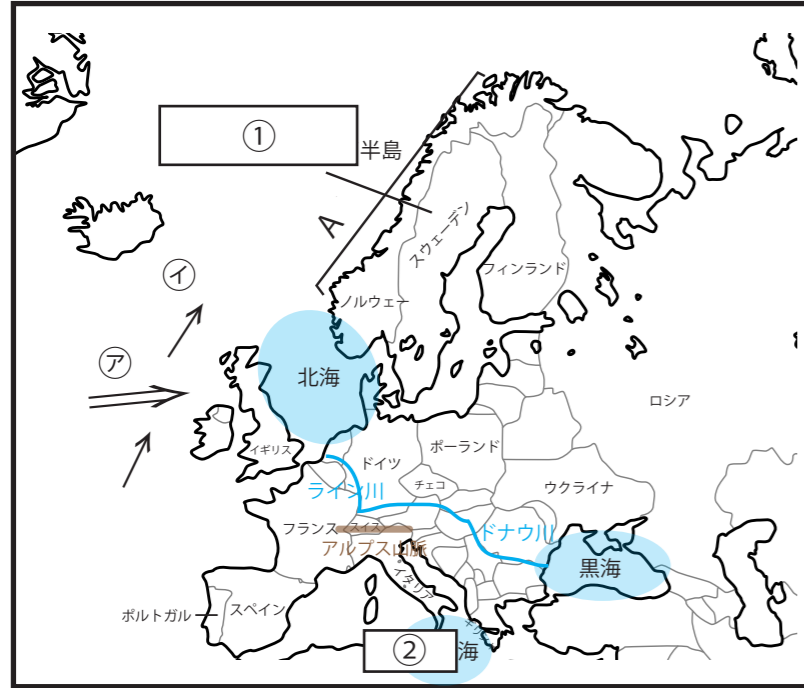 ①
半島
A
スウェーデン
フィンランド
ノルウェー
イ
ア
北海
ロシア
イギリス
ドイツ
ポーランド
チェコ
ウクライナ
ライン川
ドナウ川
フランス
スイス
アルプス山脈
黒海
イタリア
ポルトガル
スペイン
ギリシャ
②
海